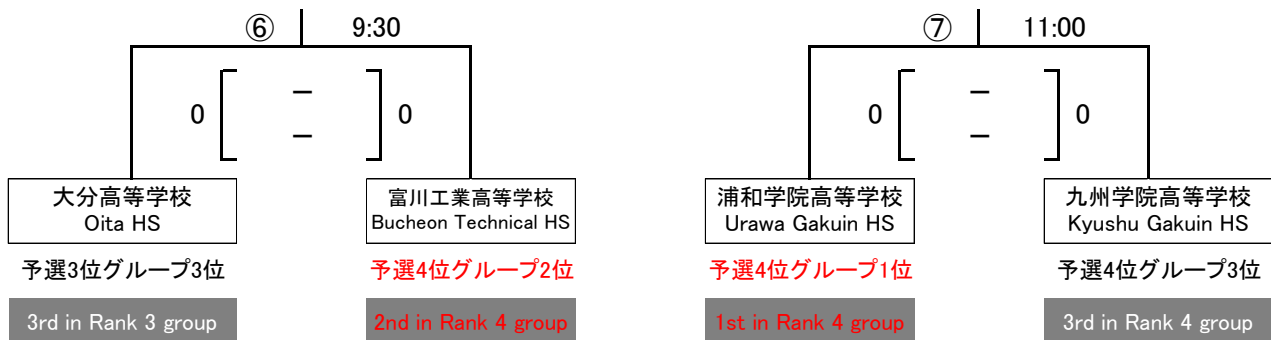 ⑥ 9:30
0 − 0
−
大分高等学校
Oita HS
富川工業高等学校
Bucheon Technical HS
予選3位グループ3位
予選4位グループ2位
3rd in Rank 3 group
2nd in Rank 4 group
⑦ 11:00
0 − 0
−
浦和学院高等学校
Urawa Gakuin HS
九州学院高等学校
Kyushu Gakuin HS
予選4位グループ1位
予選4位グループ3位
1st in Rank 4 group
3rd in Rank 4 group